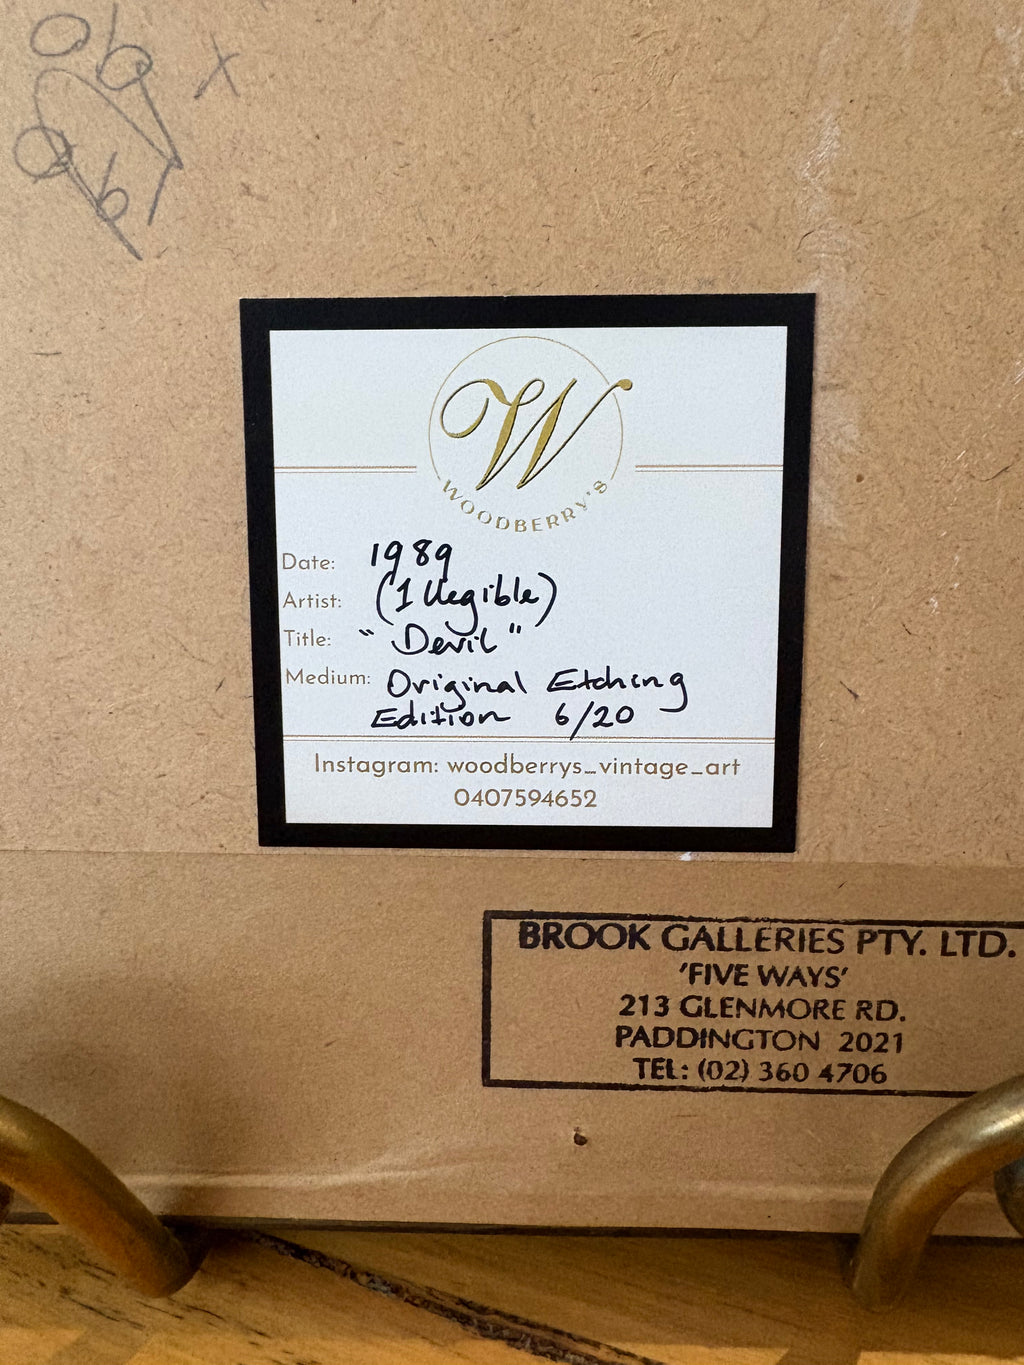 W
WOODBERRY'S
Date: 1989
Artist: (Illegible)
Title: "Devil"
Medium: Original Etching
Edition 6/20
Instagram: woodberrys_vintage_art
0407594652
BROOK GALLERIES PTY. LTD.
'FIVE WAYS'
213 GLENMORE RD.
PADDINGTON 2021
TEL: (02) 360 4706